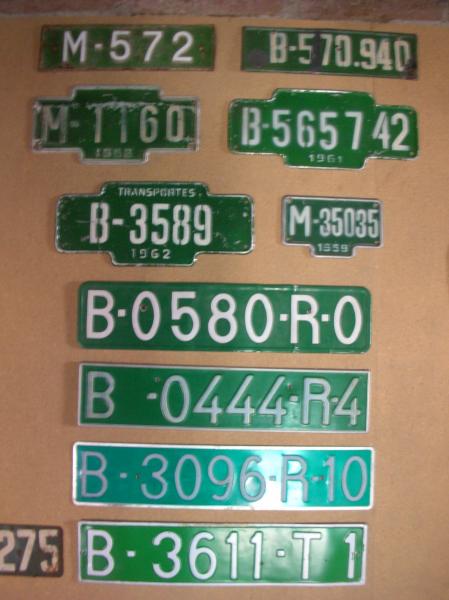 M-572
B-570.940
M-1160
1962
B-565742
1961
TRANSPORTES
B-3589
1962
M-35035
1959
B-0580-R-0
B-0444-R-4
B-3096-R-10
275
B-3611-T 1